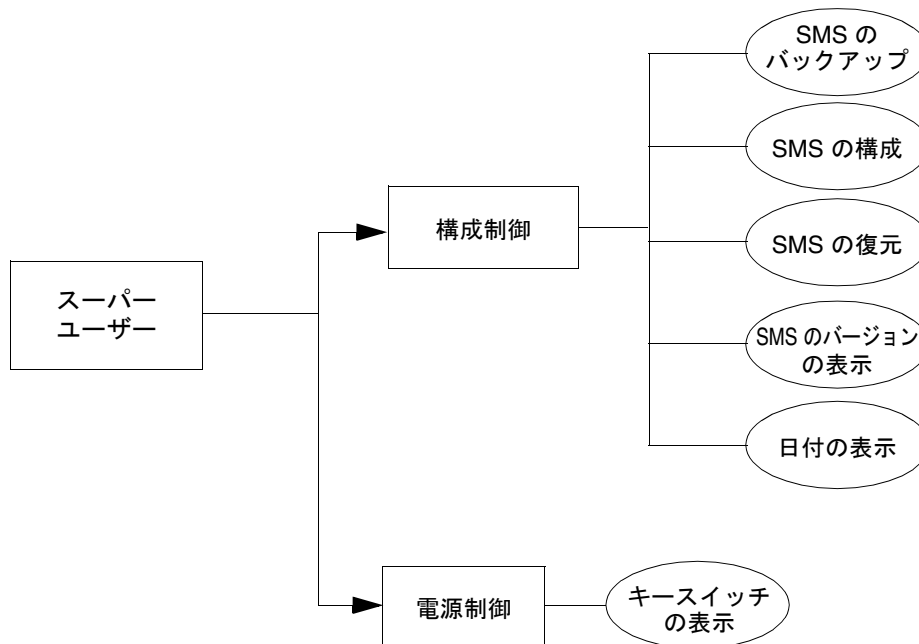 スーパー
ユーザー
構成制御
SMS の
バックアップ
SMS の構成
SMS の復元
SMS のバージョン
の表示
日付の表示
電源制御
キースイッチ
の表示